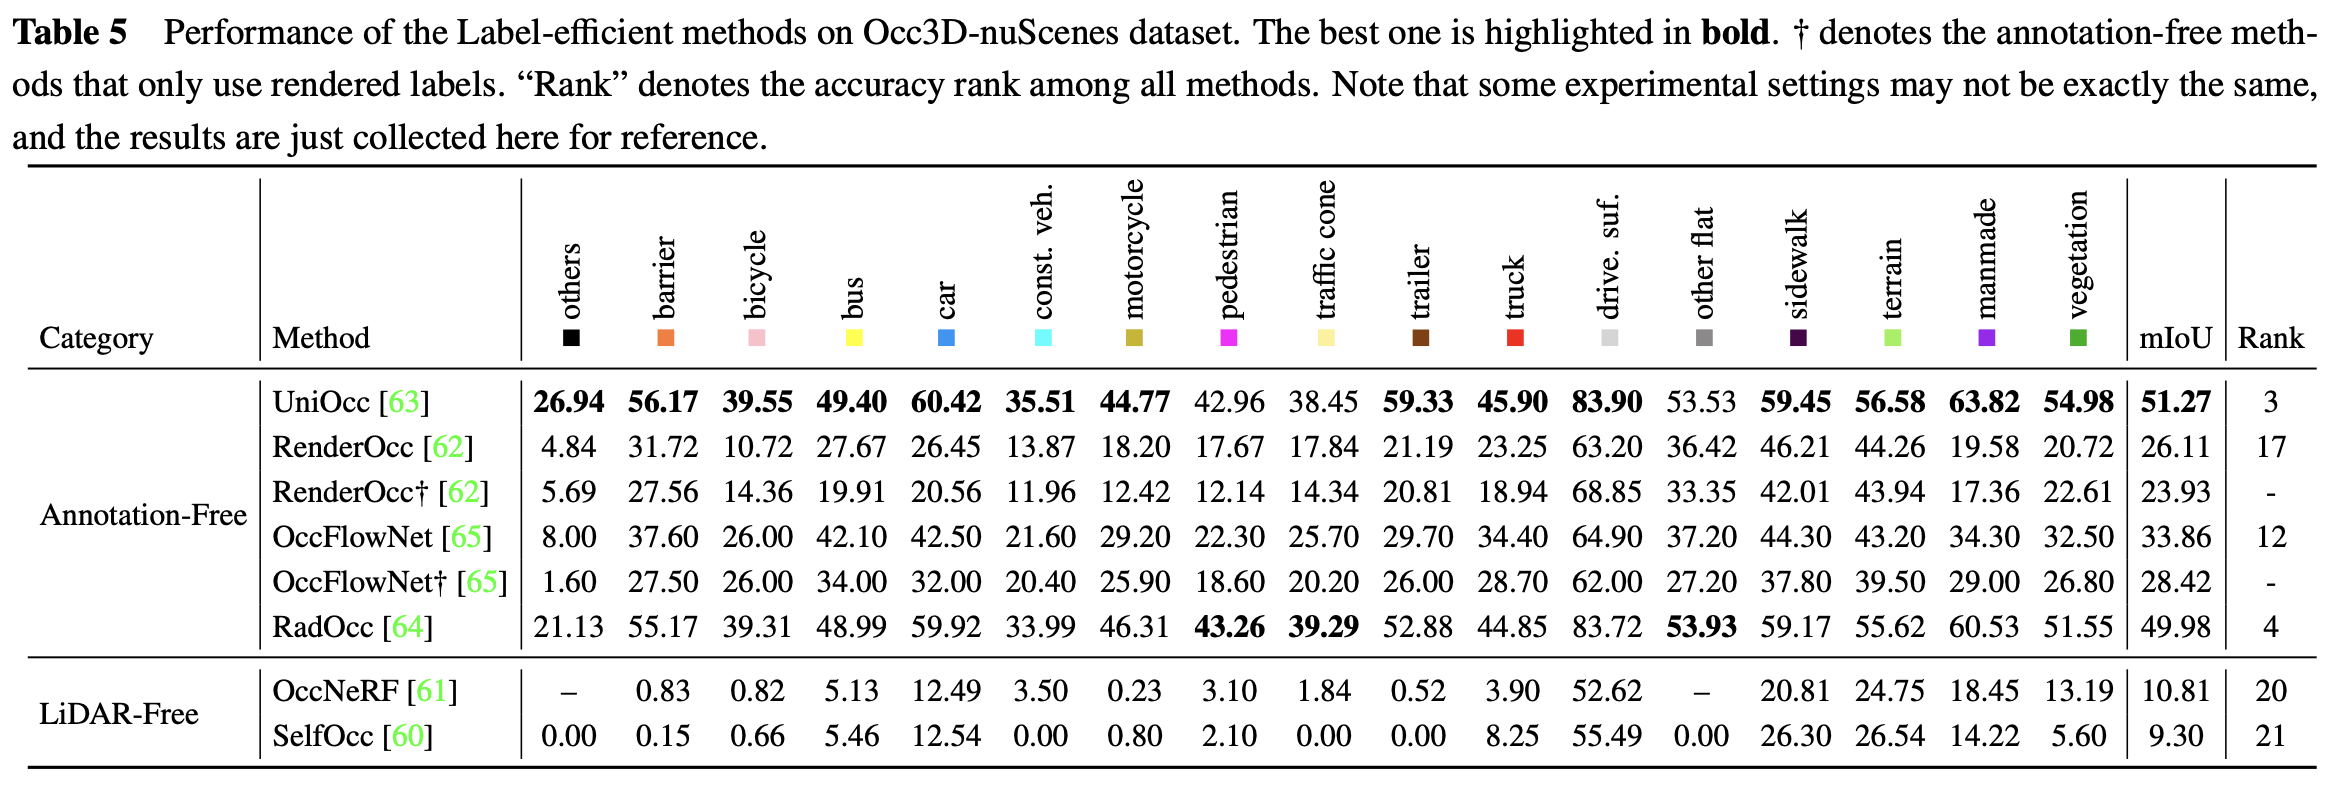 Table 5 Performance of the Label-efficient methods on Occ3D-nuScenes dataset. The best one is highlighted in bold. † denotes the annotation-free meth-
ods that only use rendered labels. “Rank” denotes the accuracy rank among all methods. Note that some experimental settings may not be exactly the same,
and the results are just collected here for reference.
Category Method others barrier bicycle bus car const. veh. motorcycle pedestrian traffic cone trailer truck drive. suf. other flat sidewalk terrain manmade vegetation mIoU Rank
UniOcc [63] 26.94 56.17 39.55 49.40 60.42 35.51 44.77 42.96 38.45 59.33 45.90 83.90 53.53 59.45 56.58 63.82 54.98 51.27 3
RenderOcc [62] 4.84 31.72 10.72 27.67 26.45 13.87 18.20 17.67 17.84 21.19 23.25 63.20 36.42 46.21 44.26 19.58 20.72 26.11 17
RenderOcc† [62] 5.69 27.56 14.36 19.91 20.56 11.96 12.42 12.14 14.34 20.81 18.94 68.85 33.35 42.01 43.94 17.36 22.61 23.93 -
Annotation-Free
OccFlowNet [65] 8.00 37.60 26.00 42.10 42.50 21.60 29.20 22.30 25.70 29.70 34.40 64.90 37.20 44.30 43.20 34.30 32.50 33.86 12
OccFlowNet† [65] 1.60 27.50 26.00 34.00 32.00 20.40 25.90 18.60 20.20 26.00 28.70 62.00 27.20 37.80 39.50 29.00 26.80 28.42 -
RadOcc [64] 21.13 55.17 39.31 48.99 59.92 33.99 46.31 43.26 39.29 52.88 44.85 83.72 53.93 59.17 55.62 60.53 51.55 49.98 4
OccNeRF [61] – 0.83 0.82 5.13 12.49 3.50 0.23 3.10 1.84 0.52 3.90 52.62 – 20.81 24.75 18.45 13.19 10.81 20
LiDAR-Free
SelfOcc [60] 0.00 0.15 0.66 5.46 12.54 0.00 0.80 2.10 0.00 0.00 8.25 55.49 0.00 26.30 26.54 14.22 5.60 9.30 21